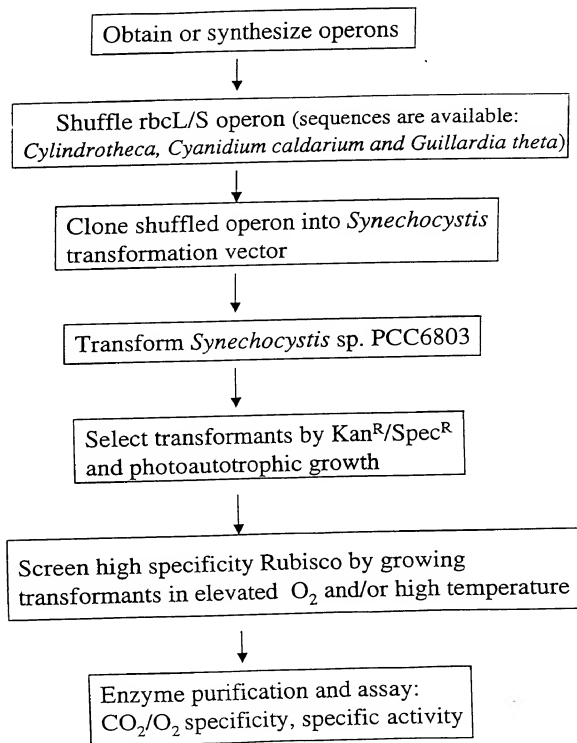 Obtain or synthesize operons
Shuffle rbcL/S operon (sequences are available:
Cylindrotheca, Cyanidium caldarium and Guillardia theta)
Clone shuffled operon into Synechocystis
transformation vector
Transform Synechocystis sp. PCC6803
Select transformants by Kan^R/Spec^R
and photoautotrophic growth
Screen high specificity Rubisco by growing
transformants in elevated O₂ and/or high temperature
Enzyme purification and assay:
CO₂/O₂ specificity, specific activity